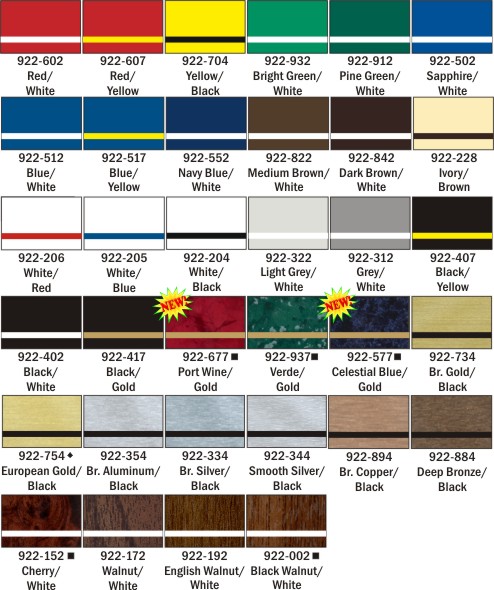 922-602 922-607 922-704 922-932 922-912 922-502
Red/ Red/ Yellow/ Bright Green/ Pine Green/ Sapphire/
White Yellow Black White White White
922-512 922-517 922-552 922-822 922-842 922-228
Blue/ Blue/ Navy Blue/ Medium Brown/ Dark Brown/ Ivory/
White Yellow White White White Brown
922-206 922-205 922-204 922-322 922-312 922-407
White/ White/ White/ Light Grey/ Grey/ Black/
Red Blue Black White White Yellow
NEW! NEW!
922-402 922-417 922-677■ 922-937■ 922-577■ 922-734
Black/ Black/ Port Wine/ Verde/ Celestial Blue/ Br. Gold/
White Gold Gold Gold Gold Black
922-754◆ 922-354 922-334 922-344 922-894 922-884
European Gold/ Br. Aluminum/ Br. Silver/ Smooth Silver/ Br. Copper/ Deep Bronze/
Black Black Black Black Black Black
922-152■ 922-172 922-192 922-002■
Cherry/ Walnut/ English Walnut/ Black Walnut/
White White White White